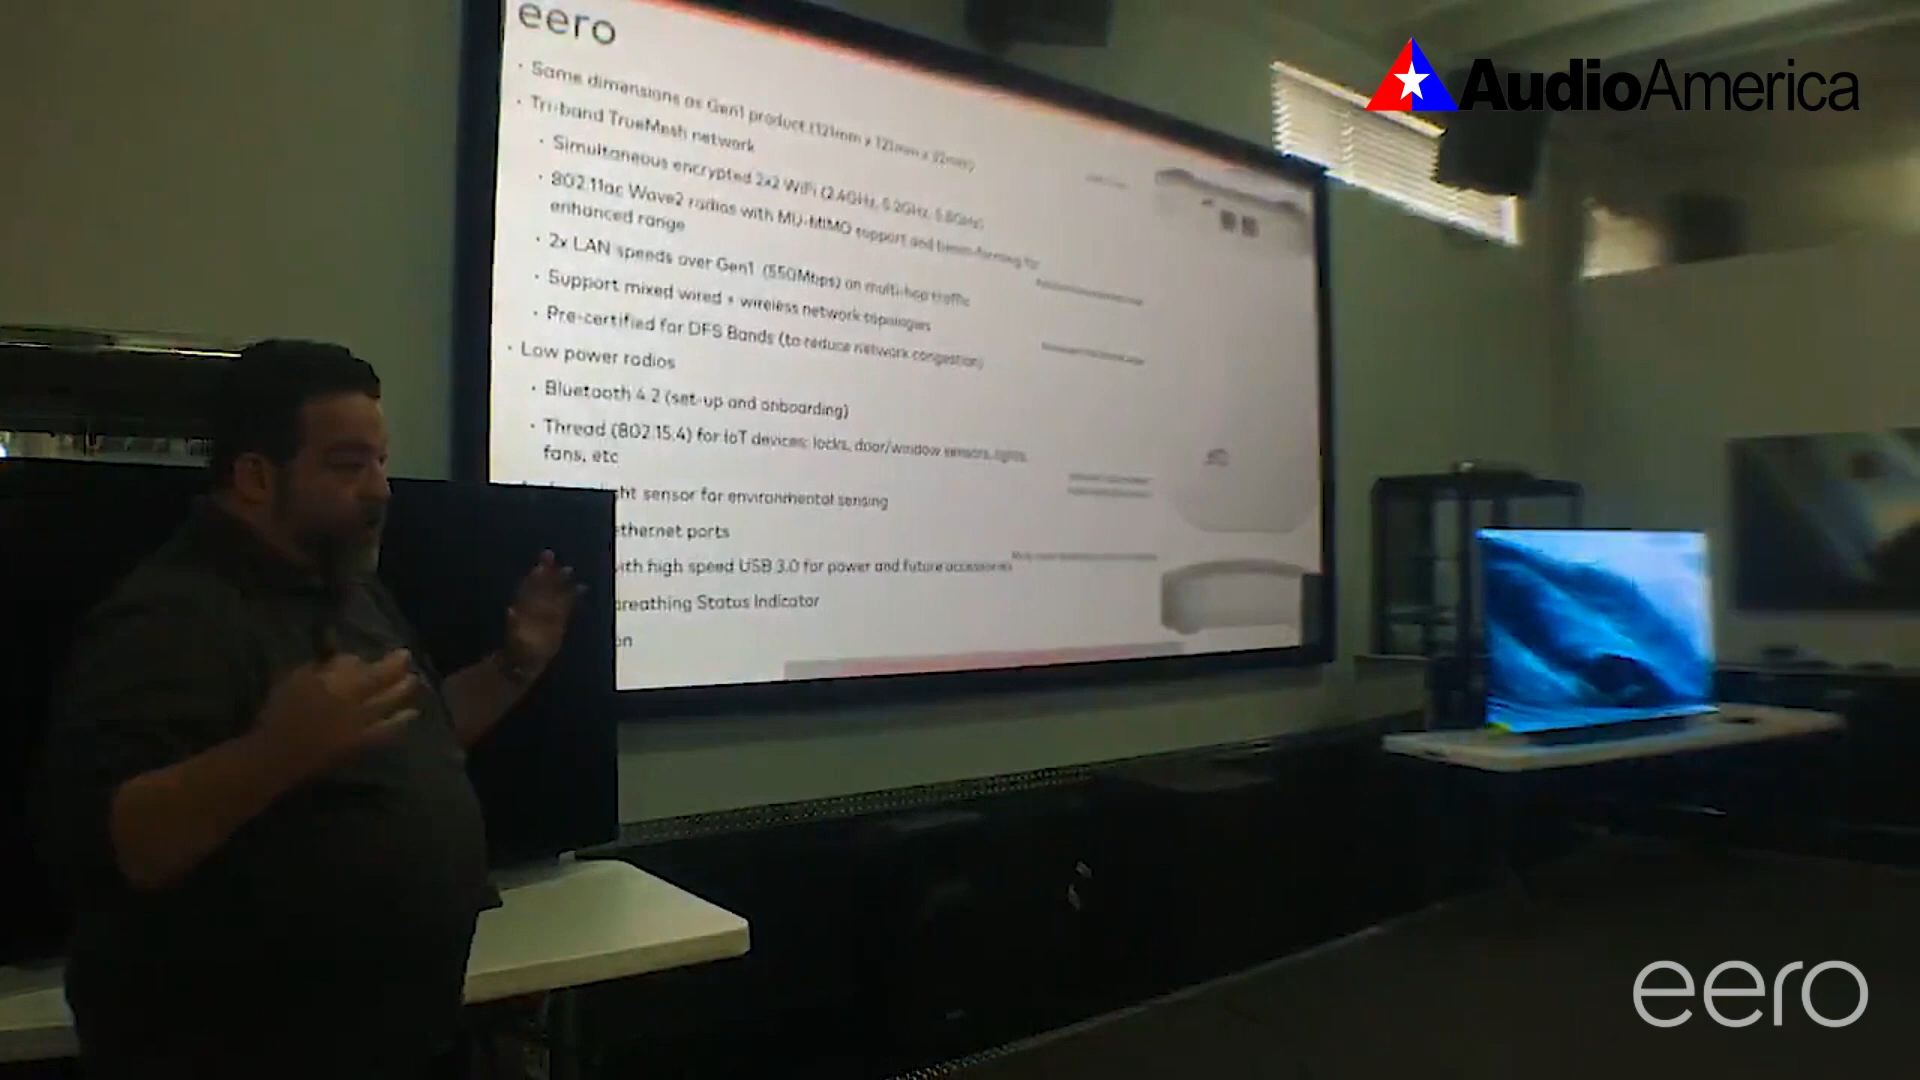 eero
AudioAmerica
• Same dimensions as Gen1 product (121mm x 121mm x 32mm)
• Tri-band TrueMesh network
• Simultaneous encrypted 2x2 WiFi (2.4GHz, 5.2GHz, 5.8GHz)
• 802.11ac Wave2 radios with MU-MIMO support and beam-forming for
enhanced range
• 2x LAN speeds over Gen1 (550Mbps) on multi-hop traffic
• Support mixed wired + wireless network topologies
• Pre-certified for DFS Bands (to reduce network congestion)
• Low power radios
• Bluetooth 4.2 (set-up and onboarding)
• Thread (802.15.4) for IoT devices: locks, door/window sensors, lights,
fans, etc
ht sensor for environmental sensing
thernet ports
ith high speed USB 3.0 for power and future accessories
breathing Status Indicator
on
eero